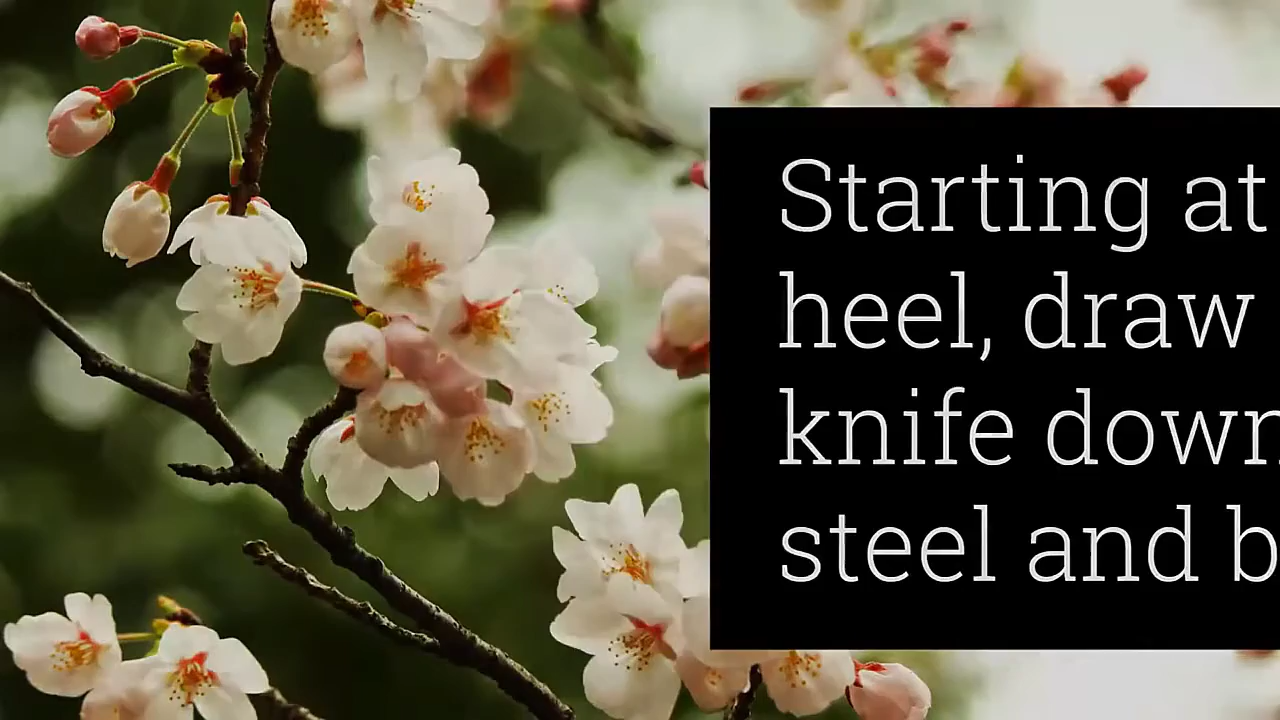 Starting at
heel, draw
knife down
steel and b